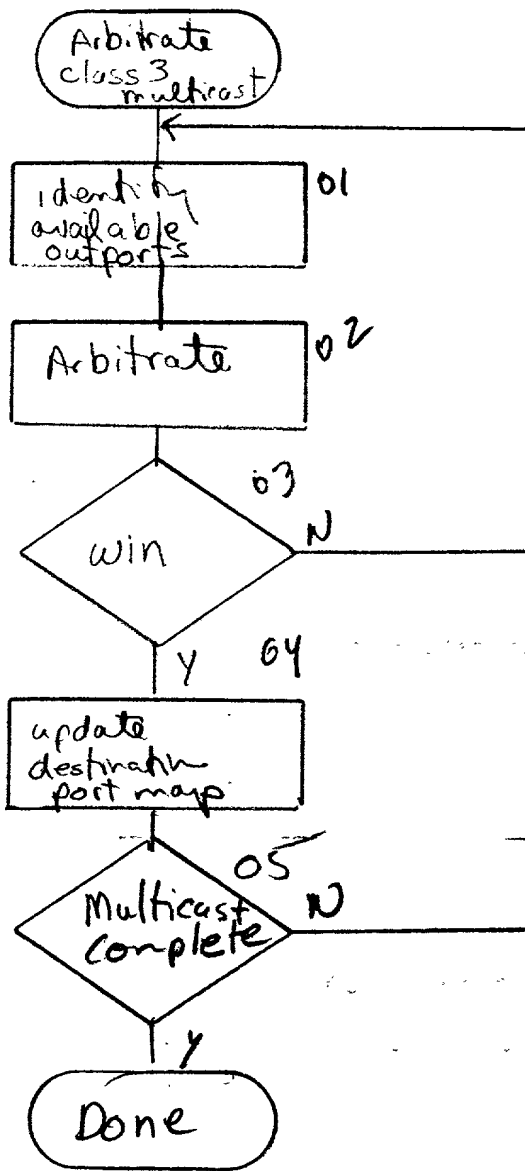 Arbitrate
class 3
multicast
01
identify
available
outports
02
Arbitrate
03
win
N
Y
04
update
destination
port map
05
Multicast
complete
N
Y
Done